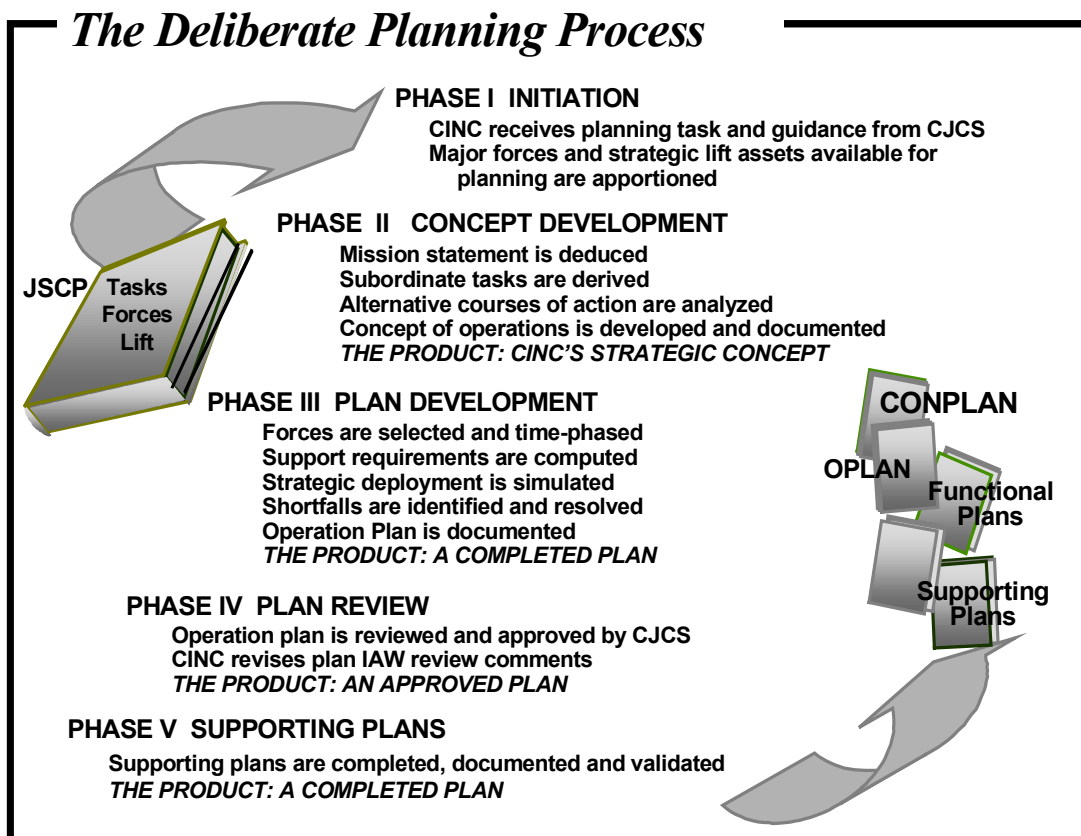 The Deliberate Planning Process
PHASE I INITIATION
CINC receives planning task and guidance from CJCS
Major forces and strategic lift assets available for
planning are apportioned
PHASE II CONCEPT DEVELOPMENT
Mission statement is deduced
Subordinate tasks are derived
Alternative courses of action are analyzed
Concept of operations is developed and documented
THE PRODUCT: CINC'S STRATEGIC CONCEPT
JSCP
Tasks
Forces
Lift
PHASE III PLAN DEVELOPMENT
Forces are selected and time-phased
Support requirements are computed
Strategic deployment is simulated
Shortfalls are identified and resolved
Operation Plan is documented
THE PRODUCT: A COMPLETED PLAN
CONPLAN
OPLAN
Functional
Plans
Supporting
Plans
PHASE IV PLAN REVIEW
Operation plan is reviewed and approved by CJCS
CINC revises plan IAW review comments
THE PRODUCT: AN APPROVED PLAN
PHASE V SUPPORTING PLANS
Supporting plans are completed, documented and validated
THE PRODUCT: A COMPLETED PLAN